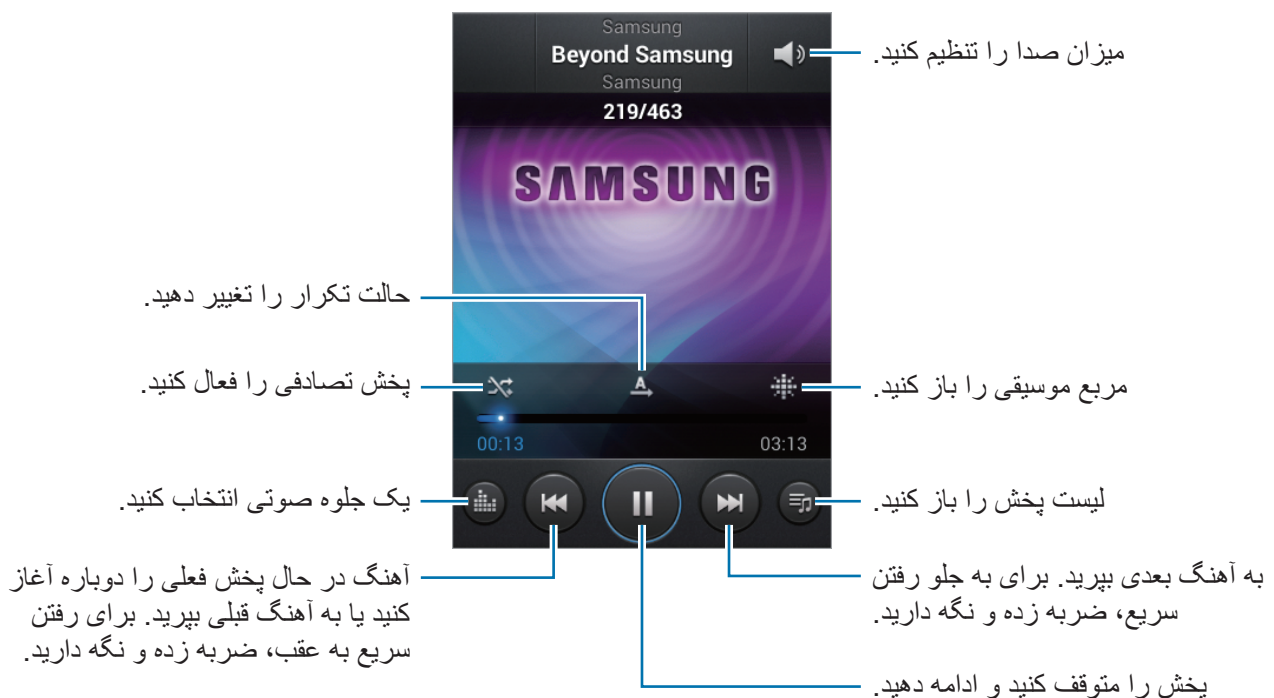 Samsung
Beyond Samsung
Samsung
219/463
SAMSUNG
میزان صدا را تنظیم کنید.
حالت تکرار را تغییر دهید.
پخش تصادفی را فعال کنید.
A
مربع موسیقی را باز کنید.
00:13
03:13
یک جلوه صوتی انتخاب کنید.
لیست پخش را باز کنید.
آهنگ در حال پخش فعلی را دوباره آغاز
کنید یا به آهنگ قبلی بپرید. برای رفتن
سریع به عقب، ضربه زده و نگه دارید.
به آهنگ بعدی بپرید. برای به جلو رفتن
سریع، ضربه زده و نگه دارید.
پخش را متوقف کنید و ادامه دهید.